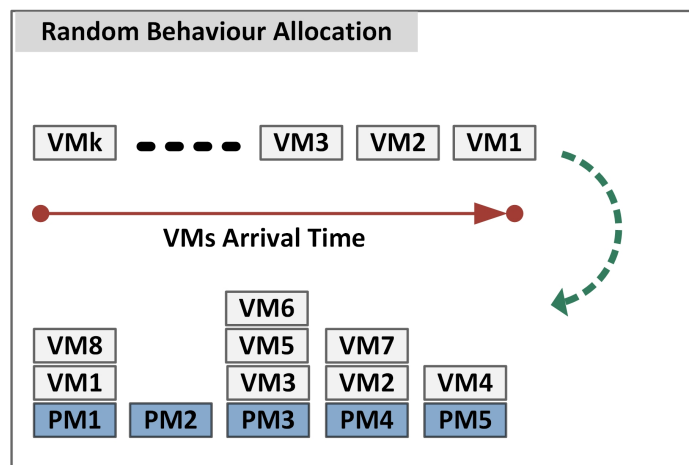 Random Behaviour Allocation
VMk VM3 VM2 VM1
VMs Arrival Time
VM6
VM8 VM5 VM7
VM1 VM3 VM2 VM4
PM1 PM2 PM3 PM4 PM5